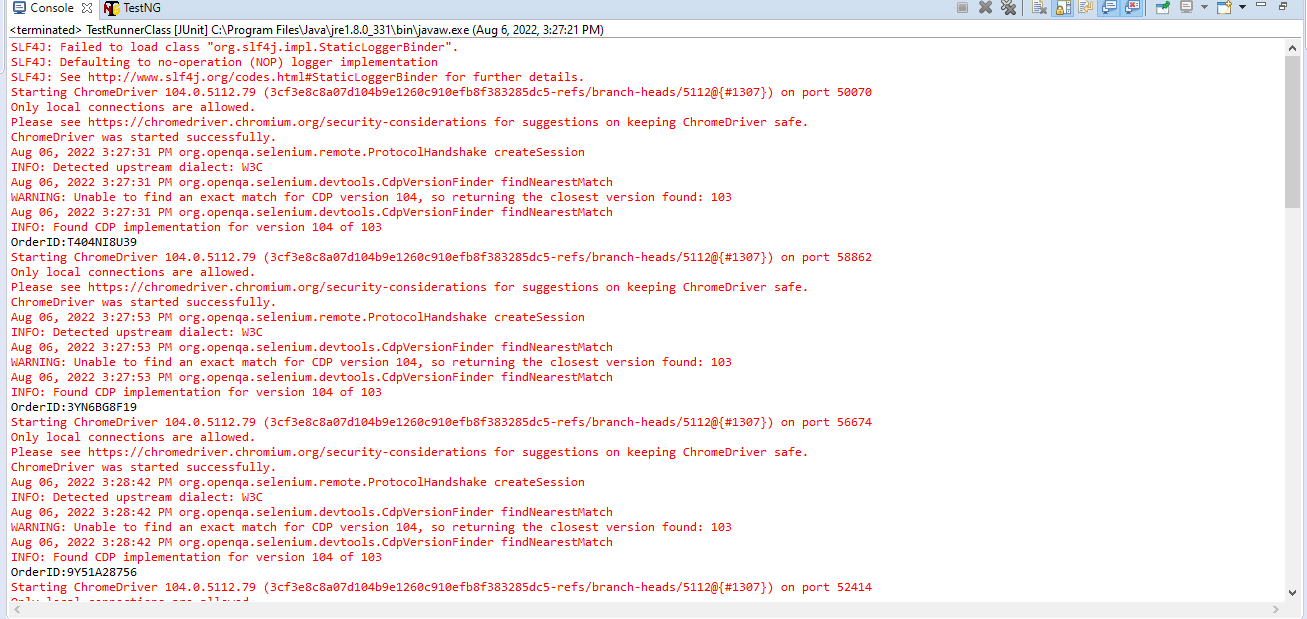 Console TestNG
<terminated> TestRunnerClass [JUnit] C:\Program Files\Java\jre1.8.0_331\bin\javaw.exe (Aug 6, 2022, 3:27:21 PM)
SLF4J: Failed to load class "org.slf4j.impl.StaticLoggerBinder".
SLF4J: Defaulting to no-operation (NOP) logger implementation
SLF4J: See http://www.slf4j.org/codes.html#StaticLoggerBinder for further details.
Starting ChromeDriver 104.0.5112.79 (3cf3e8c8a07d104b9e1260c910efb8f383285dc5-refs/branch-heads/5112@{#1307}) on port 50070
Only local connections are allowed.
Please see https://chromedriver.chromium.org/security-considerations for suggestions on keeping ChromeDriver safe.
ChromeDriver was started successfully.
Aug 06, 2022 3:27:31 PM org.openqa.selenium.remote.ProtocolHandshake createSession
INFO: Detected upstream dialect: W3C
Aug 06, 2022 3:27:31 PM org.openqa.selenium.devtools.CdpVersionFinder findNearestMatch
WARNING: Unable to find an exact match for CDP version 104, so returning the closest version found: 103
Aug 06, 2022 3:27:31 PM org.openqa.selenium.devtools.CdpVersionFinder findNearestMatch
INFO: Found CDP implementation for version 104 of 103
OrderID:T404NI8U39
Starting ChromeDriver 104.0.5112.79 (3cf3e8c8a07d104b9e1260c910efb8f383285dc5-refs/branch-heads/5112@{#1307}) on port 58862
Only local connections are allowed.
Please see https://chromedriver.chromium.org/security-considerations for suggestions on keeping ChromeDriver safe.
ChromeDriver was started successfully.
Aug 06, 2022 3:27:53 PM org.openqa.selenium.remote.ProtocolHandshake createSession
INFO: Detected upstream dialect: W3C
Aug 06, 2022 3:27:53 PM org.openqa.selenium.devtools.CdpVersionFinder findNearestMatch
WARNING: Unable to find an exact match for CDP version 104, so returning the closest version found: 103
Aug 06, 2022 3:27:53 PM org.openqa.selenium.devtools.CdpVersionFinder findNearestMatch
INFO: Found CDP implementation for version 104 of 103
OrderID:3YN6BG8F19
Starting ChromeDriver 104.0.5112.79 (3cf3e8c8a07d104b9e1260c910efb8f383285dc5-refs/branch-heads/5112@{#1307}) on port 56674
Only local connections are allowed.
Please see https://chromedriver.chromium.org/security-considerations for suggestions on keeping ChromeDriver safe.
ChromeDriver was started successfully.
Aug 06, 2022 3:28:42 PM org.openqa.selenium.remote.ProtocolHandshake createSession
INFO: Detected upstream dialect: W3C
Aug 06, 2022 3:28:42 PM org.openqa.selenium.devtools.CdpVersionFinder findNearestMatch
WARNING: Unable to find an exact match for CDP version 104, so returning the closest version found: 103
Aug 06, 2022 3:28:42 PM org.openqa.selenium.devtools.CdpVersionFinder findNearestMatch
INFO: Found CDP implementation for version 104 of 103
OrderID:9Y51A28756
Starting ChromeDriver 104.0.5112.79 (3cf3e8c8a07d104b9e1260c910efb8f383285dc5-refs/branch-heads/5112@{#1307}) on port 52414